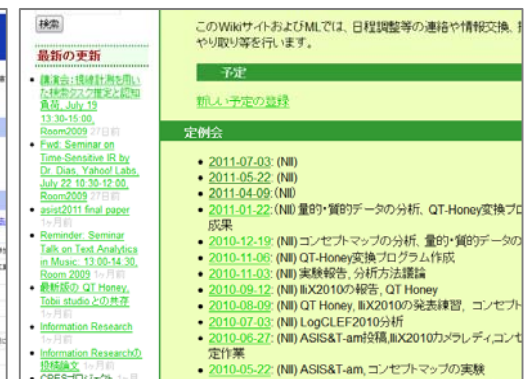 検索
最新の更新
講演会:視線計測を用い
た検索タスク推定と認知
負荷, July 19
13:30-15:00,
Room2009 27日前
Fwd: Seminar on
Time-Sensitive IR by
Dr. Dias, Yahoo! Labs,
July 22 10:30-12:00,
Room2009 27日前
asist2011 final paper
1ヶ月前
Reminder: Seminar
Talk on Text Analytics
in Music: 13:00-14:30,
Room 2009 1ヶ月前
最新版の QT Honey,
Tobii studio との共存
1ヶ月前
Information Research
1ヶ月前
Information Researchの
投稿論文 1ヶ月前
CRESプロジェクト 1ヶ月
このWikiサイトおよびMLでは、日程調整等の連絡や情報交換、
やり取り等を行います。
予定
新しい予定の登録
定例会
2011-07-03: (NII)
2011-05-22: (NII)
2011-04-09: (NII)
2011-01-22: (NII) 量的・質的データの分析、QT-Honey変換プロ
成果
2010-12-19: (NII) コンセプトマップの分析、量的・質的データの
2010-11-06: (NII) QT-Honey変換プログラム作成
2010-11-03: (NII) 実験報告、分析方法議論
2010-09-12: (NII) IIiX2010の報告、QT Honey
2010-08-09: (NII) QT Honey, IIiX2010の発表練習、コンセプト
2010-07-03: (NII) LogCLEF2010分析
2010-06-27: (NII) ASIS&T-am投稿,IIiX2010カメラレディ,コンセ
定作業
2010-05-22: (NII) ASIS&T-am, コンセプトマップの実験